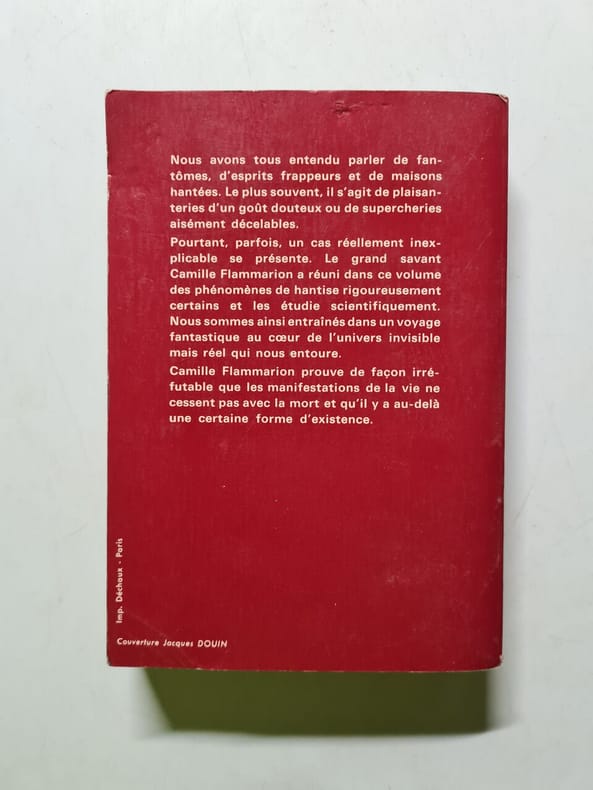 Nous avons tous entendu parler de fan-
tômes, d'esprits frappeurs et de maisons
hantées. Le plus souvent, il s'agit de plaisan-
teries d'un goût douteux ou de supercheries
aisément décelables.
Pourtant, parfois, un cas réellement inex-
plicable se présente. Le grand savant
Camille Flammarion a réuni dans ce volume
des phénomènes de hantise rigoureusement
certains et les étudie scientifiquement.
Nous sommes ainsi entraînés dans un voyage
fantastique au cœur de l'univers invisible
mais réel qui nous entoure.
Camille Flammarion prouve de façon irré-
futable que les manifestations de la vie ne
cessent pas avec la mort et qu'il y a au-delà
une certaine forme d'existence.
Imp. Déchaux - Paris
Couverture Jacques DOUIN